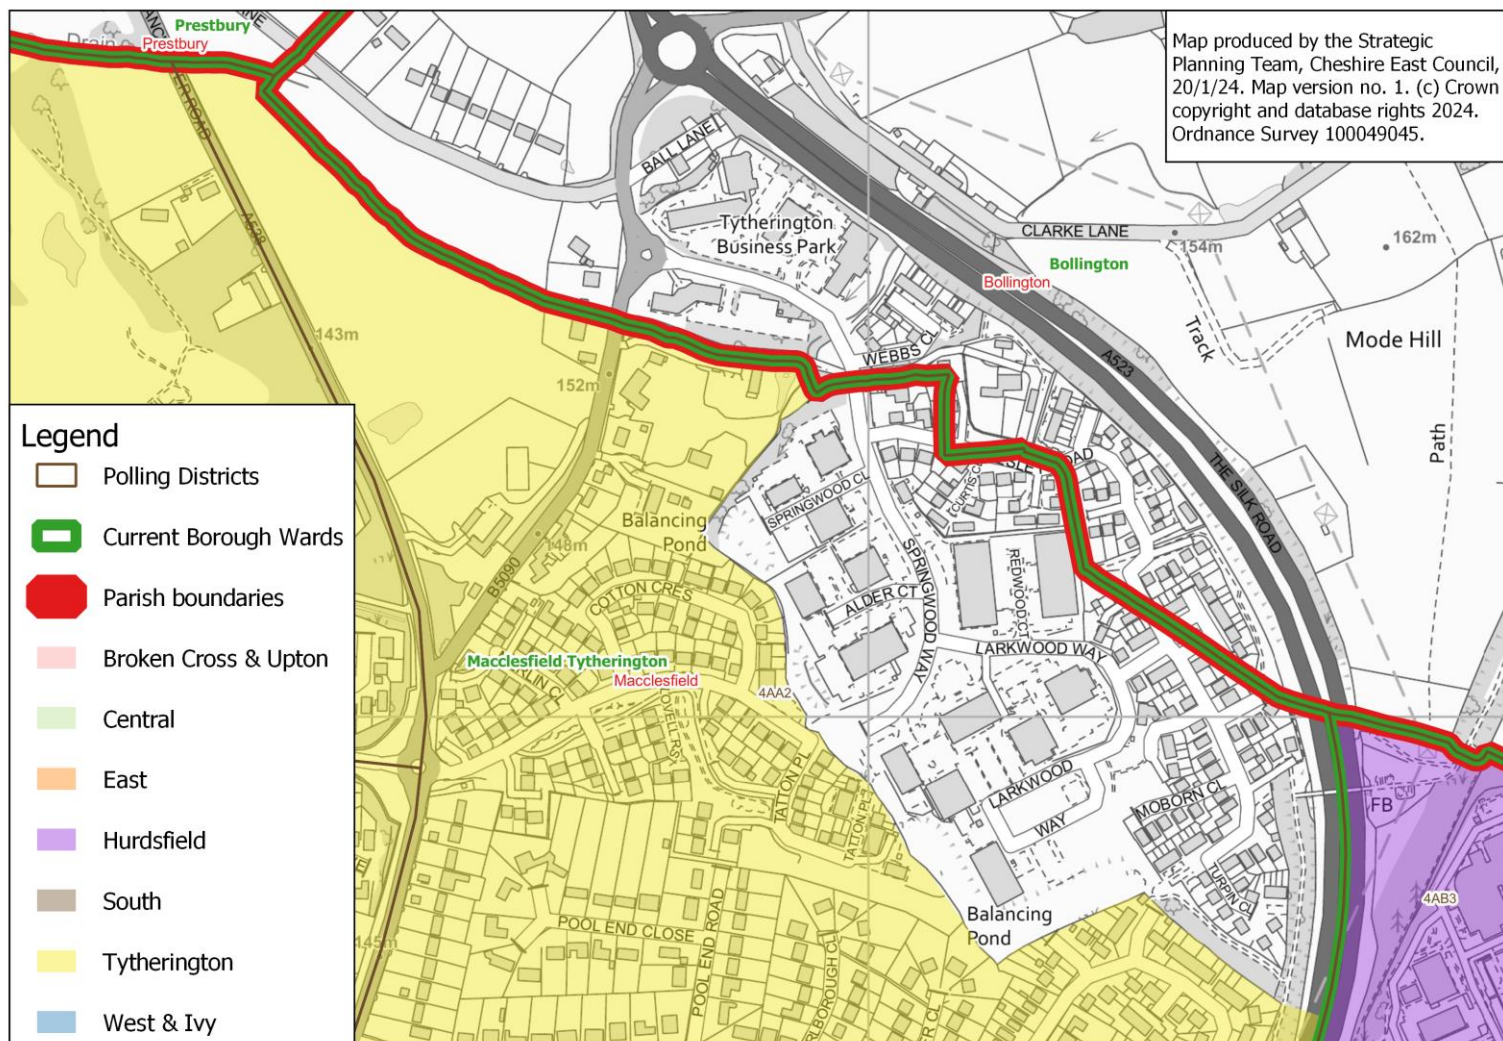 Prestbury
Prestbury
Drain
Map produced by the Strategic
Planning Team, Cheshire East Council,
20/1/24. Map version no. 1. (c) Crown
copyright and database rights 2024.
Ordnance Survey 100049045.
BALL LANE
Tytherington
Business Park
CLARKE LANE
154m
162m
Bollington
Bollington
A538
143m
Track
Mode Hill
WEBBS CL
A523
152m
Path
THE SILK ROAD
SPRINGWOOD CL
CURTIS C
Balancing
Pond
148m
B5090
COTTON CRES
ALDER CT
SPRINGWOOD WAY
REDWOOD CT
LARKWOOD WAY
Macclesfield Tytherington
Macclesfield
4AA2
TATTON PL
TATTON PL
LARKWOOD
WAY
MOBORN CL
TURPIN CL
FB
4AB3
Balancing
Pond
POOL END CLOSE
POOL END ROAD
145m
Legend
Polling Districts
Current Borough Wards
Parish boundaries
Broken Cross & Upton
Central
East
Hurdsfield
South
Tytherington
West & Ivy